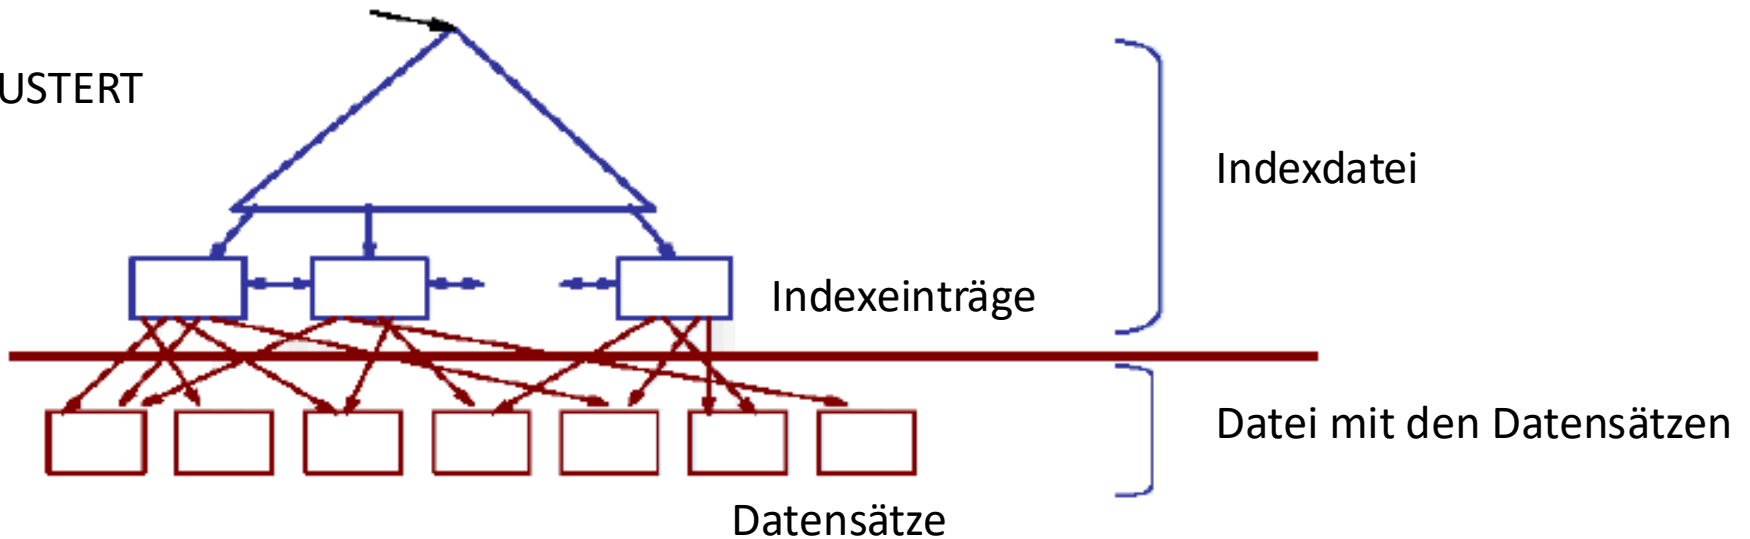 USTERT
Indexdatei
Indexeinträge
Datei mit den Datensätzen
Datensätze